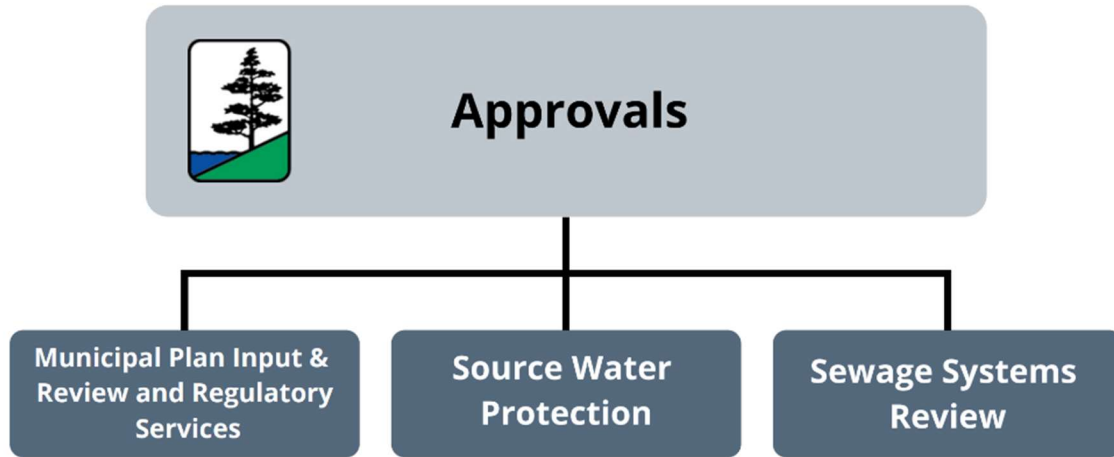 Approvals
Municipal Plan Input &
Review and Regulatory
Services
Source Water
Protection
Sewage Systems
Review